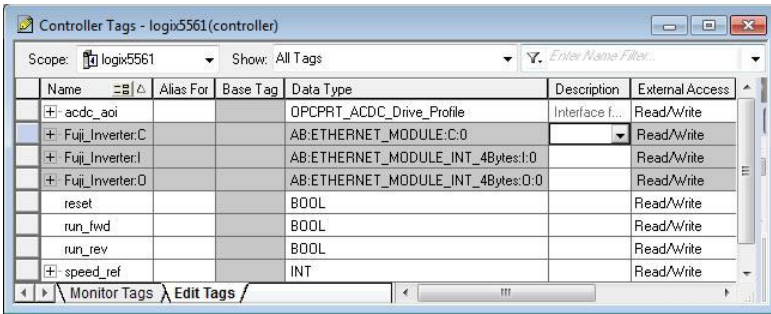 Controller Tags - logix5561(controller)
Scope: logix5561 Show: All Tags Enter Name Filter...
Name Alias For Base Tag Data Type Description External Access
acdc_aoi OPCPRT_ACDC_Drive_Profile Interface f... Read/Write
Fuji_Inverter:C AB:ETHERNET_MODULE:C:0 Read/Write
Fuji_Inverter:I AB:ETHERNET_MODULE_INT_4Bytes:I:0 Read/Write
Fuji_Inverter:O AB:ETHERNET_MODULE_INT_4Bytes:O:0 Read/Write
reset BOOL Read/Write
run_fwd BOOL Read/Write
run_rev BOOL Read/Write
speed_ref INT Read/Write
Monitor Tags Edit Tags